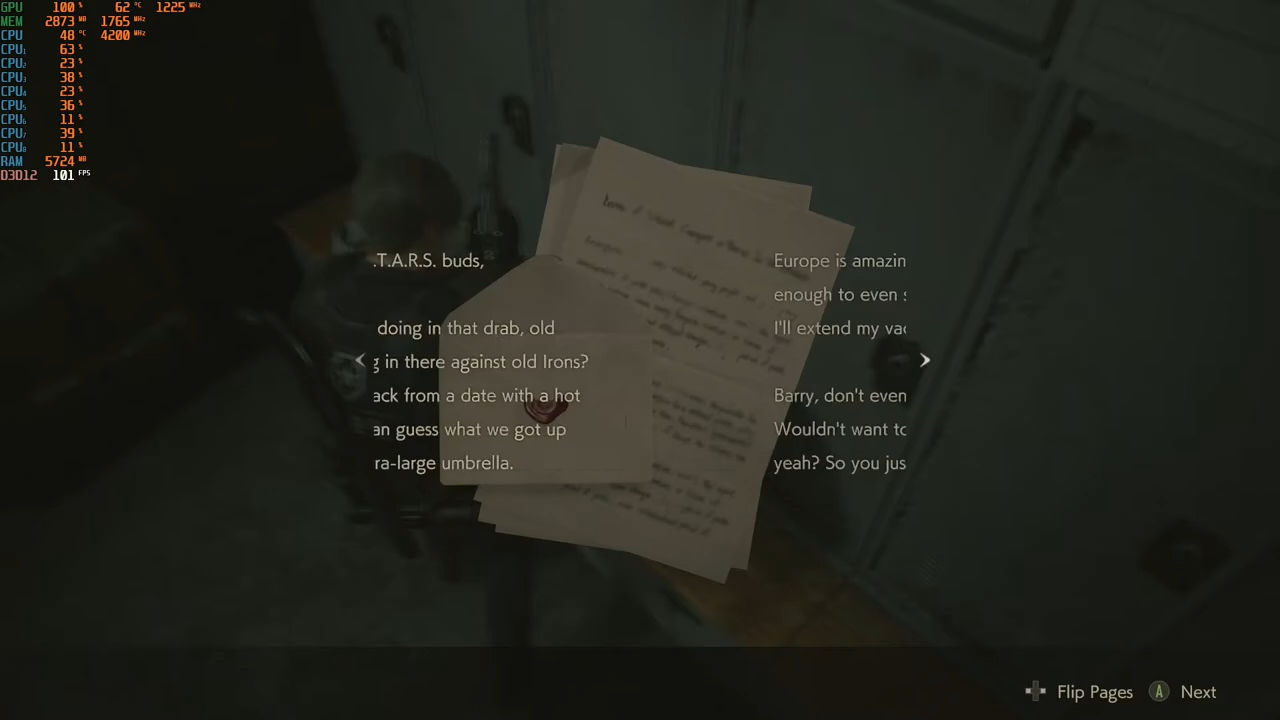 GPU 100 % 62 °C 1225 MHz
MEM 2873 MB 1765 MHz
CPU 48 °C 4200 MHz
CPU1 63 %
CPU2 23 %
CPU3 38 %
CPU4 23 %
CPU5 36 %
CPU6 11 %
CPU7 39 %
CPU8 11 %
RAM 5724 MB
D3D12 101 FPS
.T.A.R.S. buds,
doing in that drab, old
g in there against old Irons?
ack from a date with a hot
an guess what we got up
ra-large umbrella.
Europe is amazin
enough to even s
I'll extend my vac
Barry, don't even
Wouldn't want to
yeah? So you jus
Flip Pages A Next